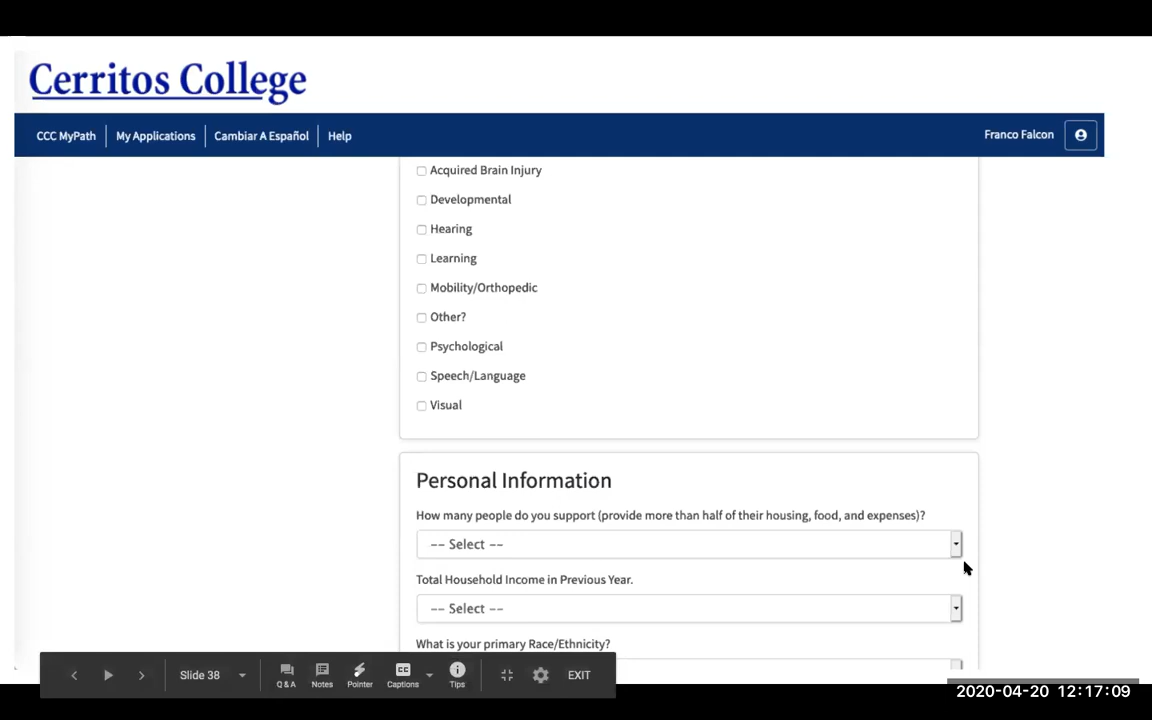 Cerritos College
CCC MyPath My Applications Cambiar A Español Help Franco Falcon
Acquired Brain Injury
Developmental
Hearing
Learning
Mobility/Orthopedic
Other?
Psychological
Speech/Language
Visual
Personal Information
How many people do you support (provide more than half of their housing, food, and expenses)?
-- Select --
Total Household Income in Previous Year.
-- Select --
What is your primary Race/Ethnicity?
Slide 38 Q & A Notes Pointer Captions Tips EXIT
2020-04-20 12:17:09